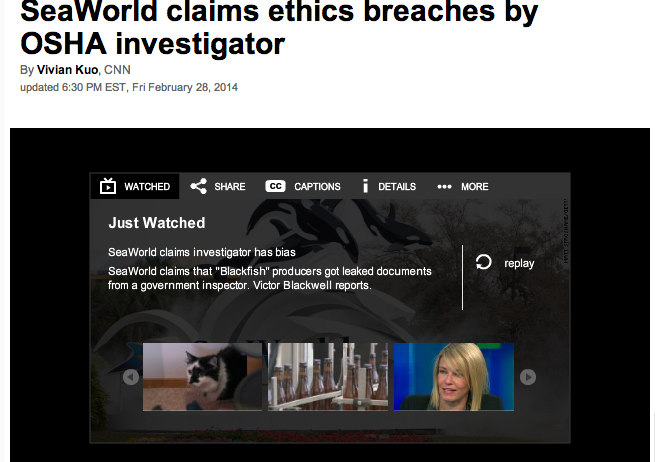 SeaWorld claims ethics breaches by
OSHA investigator
By Vivian Kuo, CNN
updated 6:30 PM EST, Fri February 28, 2014
WATCHED SHARE CC CAPTIONS DETAILS MORE
Just Watched
SeaWorld claims investigator has bias
SeaWorld claims that "Blackfish" producers got leaked documents
from a government inspector. Victor Blackwell reports.
replay